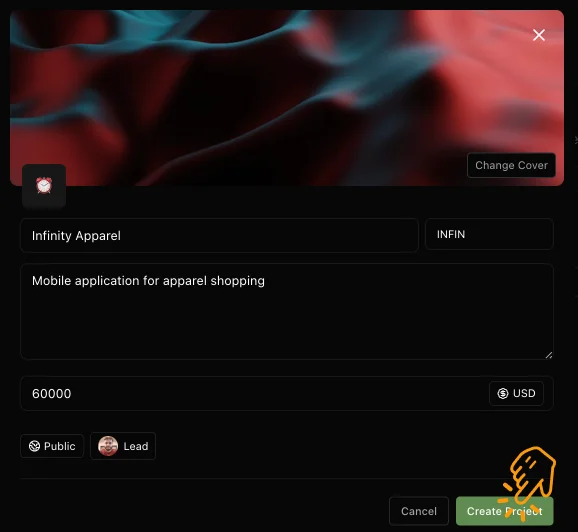 Change Cover
Infinity Apparel
INFIN
Mobile application for apparel shopping
60000
USD
Public
Lead
Cancel
Create Project